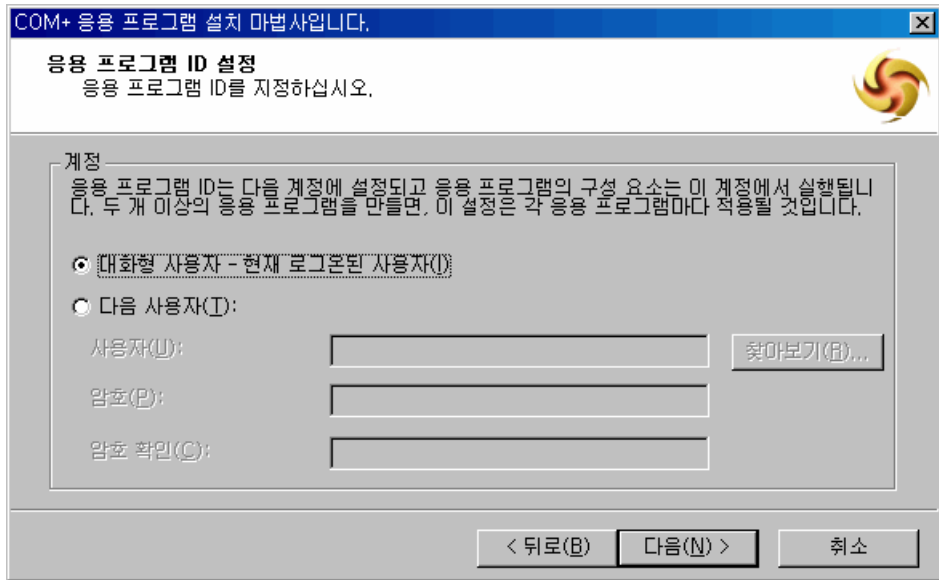 COM+ 응용 프로그램 설치 마법사입니다.
응용 프로그램 ID 설정
응용 프로그램 ID를 지정하십시오.
계정
응용 프로그램 ID는 다음 계정에 설정되고 응용 프로그램의 구성 요소는 이 계정에서 실행됩니
다. 두 개 이상의 응용 프로그램을 만들면, 이 설정은 각 응용 프로그램마다 적용될 것입니다.
대화형 사용자 - 현재 로그온된 사용자(I)
다음 사용자(T):
사용자(U):
찾아보기(R)...
암호(P):
암호 확인(C):
< 뒤로(B)
다음(N) >
취소